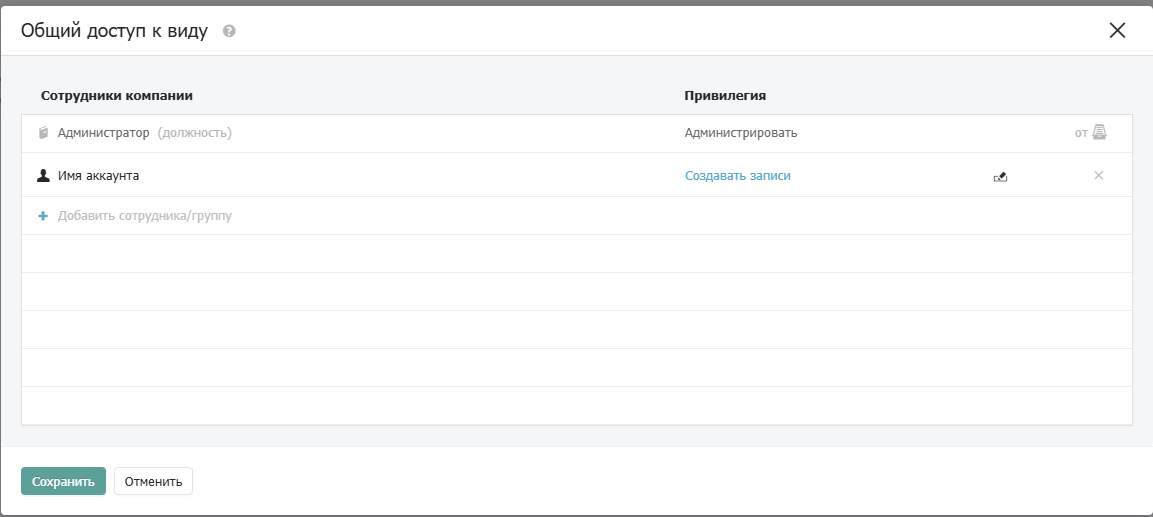 Общий доступ к виду ?
Сотрудники компании Привилегия
Администратор (должность) Администрировать от
Имя аккаунта Создавать записи
+ Добавить сотрудника/группу
Сохранить Отменить